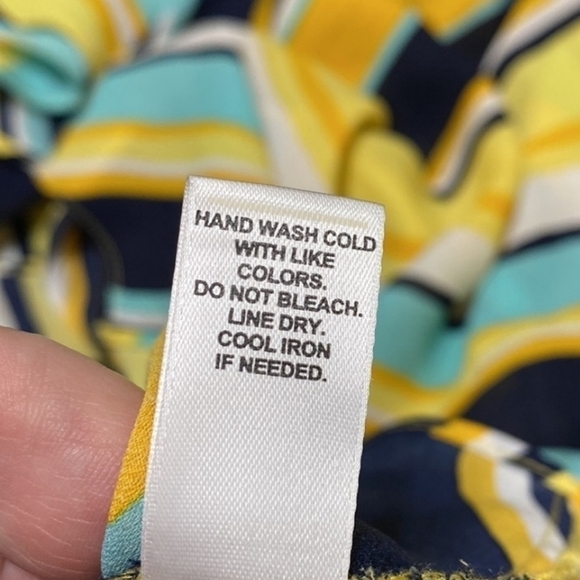 HAND WASH COLD
WITH LIKE
COLORS.
DO NOT BLEACH.
LINE DRY.
COOL IRON
IF NEEDED.